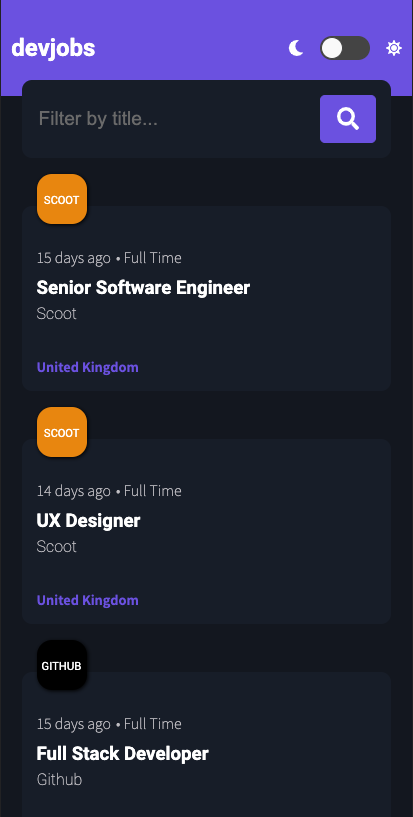 devjobs
Filter by title...
SCOOT
15 days ago • Full Time
Senior Software Engineer
Scoot
United Kingdom
SCOOT
14 days ago • Full Time
UX Designer
Scoot
United Kingdom
GITHUB
15 days ago • Full Time
Full Stack Developer
Github